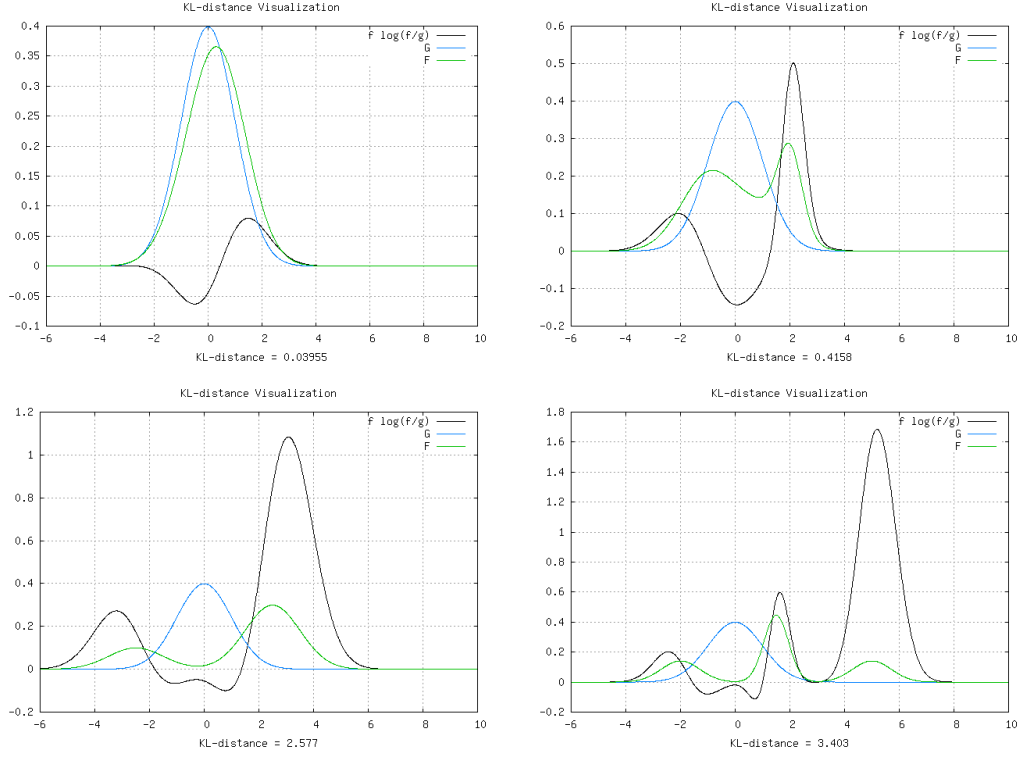 KL-distance Visualization
f log(f/g)
G
F
0.4
0.35
0.3
0.25
0.2
0.15
0.1
0.05
0
-0.05
-0.1
-6 -4 -2 0 2 4 6 8 10
KL-distance = 0.03955
KL-distance Visualization
f log(f/g)
G
F
0.6
0.5
0.4
0.3
0.2
0.1
0
-0.1
-0.2
-6 -4 -2 0 2 4 6 8 10
KL-distance = 0.4158
KL-distance Visualization
f log(f/g)
G
F
1.2
1
0.8
0.6
0.4
0.2
0
-0.2
-6 -4 -2 0 2 4 6 8 10
KL-distance = 2.577
KL-distance Visualization
f log(f/g)
G
F
1.8
1.6
1.4
1.2
1
0.8
0.6
0.4
0.2
0
-0.2
-6 -4 -2 0 2 4 6 8 10
KL-distance = 3.403